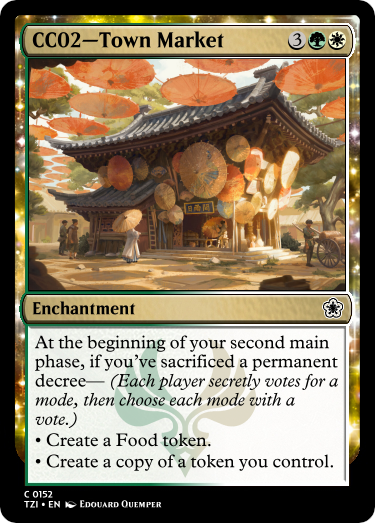 CC02—Town Market 3
Enchantment
At the beginning of your second main
phase, if you've sacrificed a permanent
decree— (Each player secretly votes for a
mode, then choose each mode with a
vote.)
• Create a Food token.
• Create a copy of a token you control.
C 0152
TZI • EN Edouard Quemper